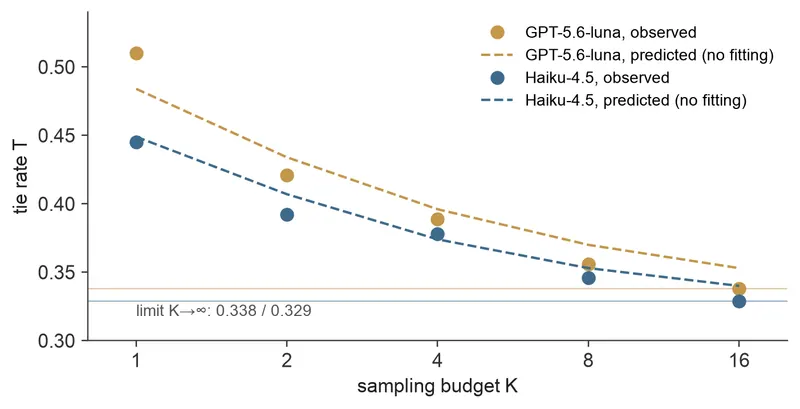 GPT-5.6-luna, observed
GPT-5.6-luna, predicted (no fitting)
Haiku-4.5, observed
Haiku-4.5, predicted (no fitting)
tie rate T
0.50
0.45
0.40
0.35
0.30
limit K→∞: 0.338 / 0.329
1
2
4
8
16
sampling budget K